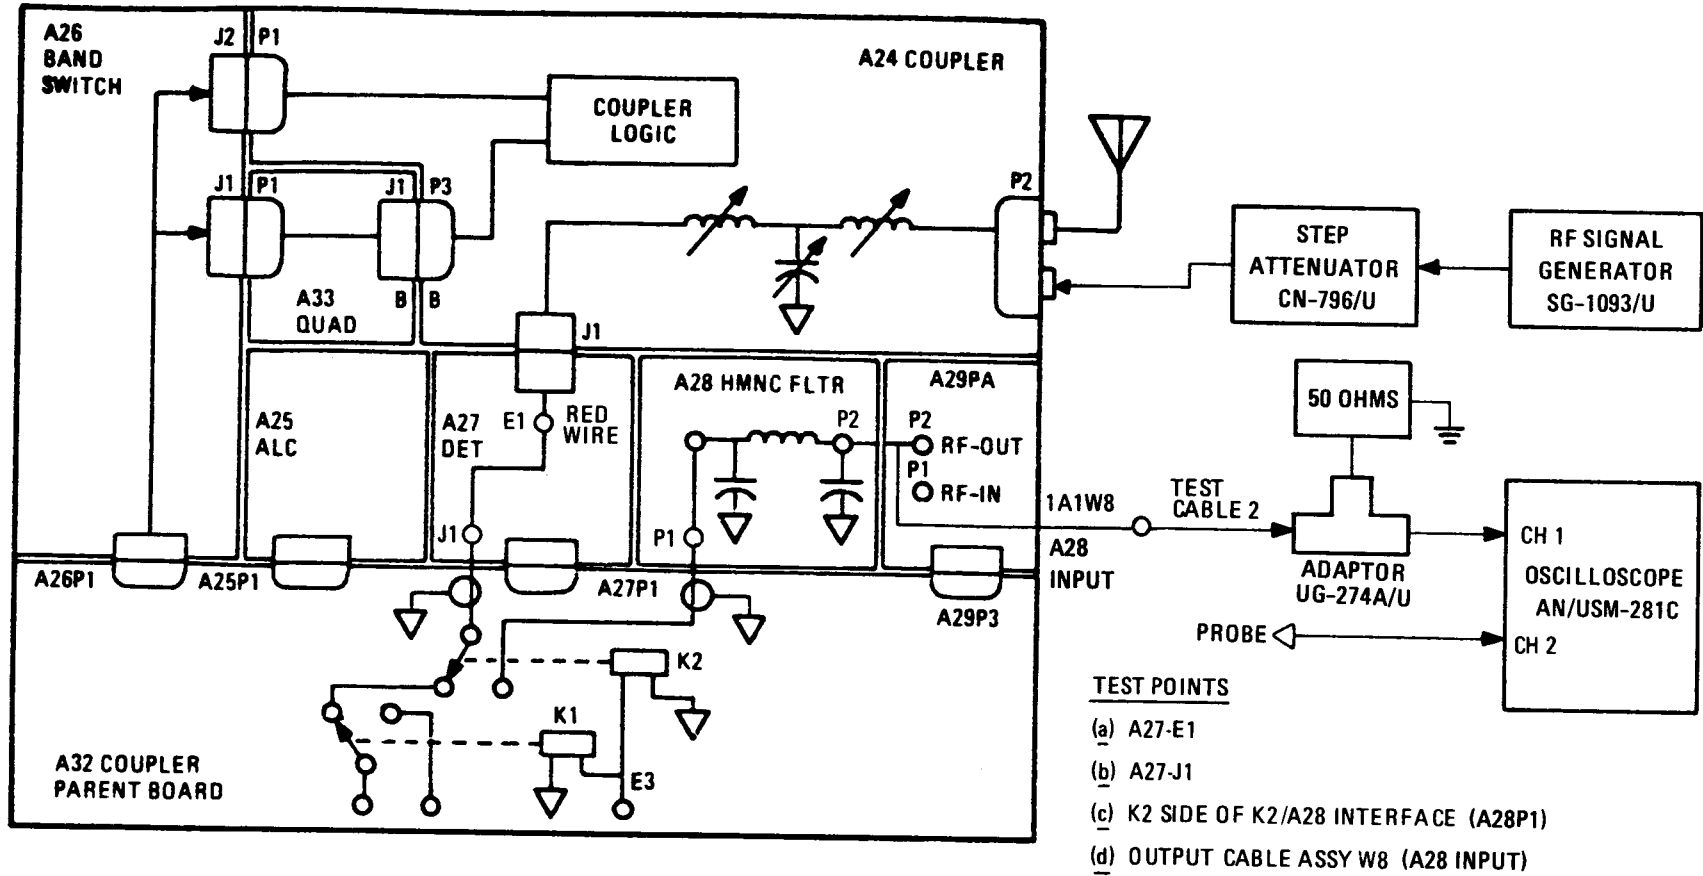 A26
BAND
SWITCH
J2 P1
A24 COUPLER
COUPLER
LOGIC
J1 P1
J1 P3
P2
A33
QUAD
B B
STEP
ATTENUATOR
CN-796/U
RF SIGNAL
GENERATOR
SG-1093/U
J1
A25
ALC
A27
DET
E1
RED
WIRE
A28 HMNC FLTR
P2
A29PA
P2
RF-OUT
P1
RF-IN
50 OHMS
J1
P1
1A1W8
TEST
CABLE 2
A28
INPUT
ADAPTOR
UG-274A/U
CH 1
OSCILLOSCOPE
AN/USM-281C
CH 2
PROBE
A26P1
A25P1
A27P1
A29P3
K2
K1
E3
A32 COUPLER
PARENT BOARD
TEST POINTS
(a) A27-E1
(b) A27-J1
(c) K2 SIDE OF K2/A28 INTERFACE (A28P1)
(d) OUTPUT CABLE ASSY W8 (A28 INPUT)